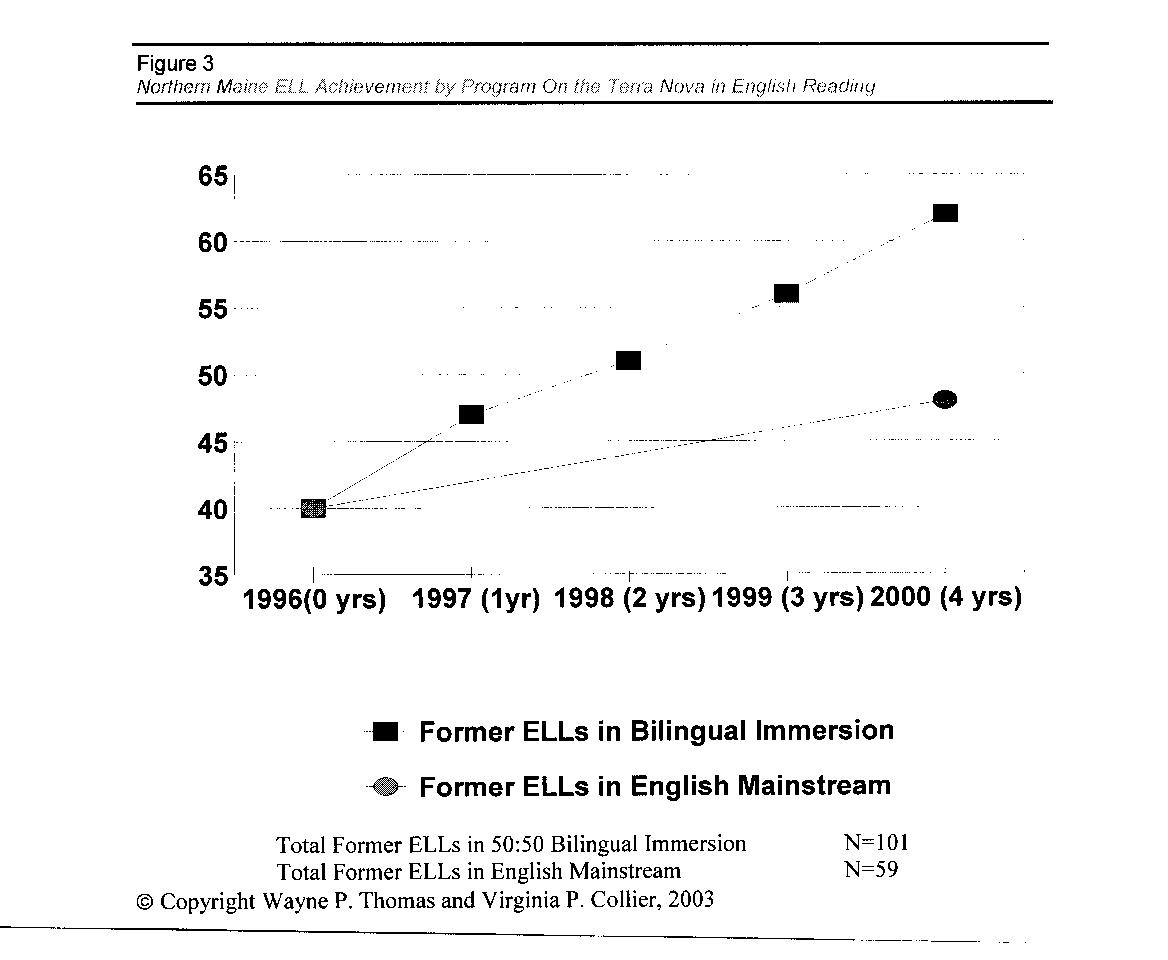 Figure 3
Northern Maine ELL Achievement by Program On the Terra Nova in English Reading
65
60
55
50
45
40
35
1996(0 yrs) 1997 (1yr) 1998 (2 yrs) 1999 (3 yrs) 2000 (4 yrs)
Former ELLs in Bilingual Immersion
Former ELLs in English Mainstream
Total Former ELLs in 50:50 Bilingual Immersion N=101
Total Former ELLs in English Mainstream N=59
© Copyright Wayne P. Thomas and Virginia P. Collier, 2003